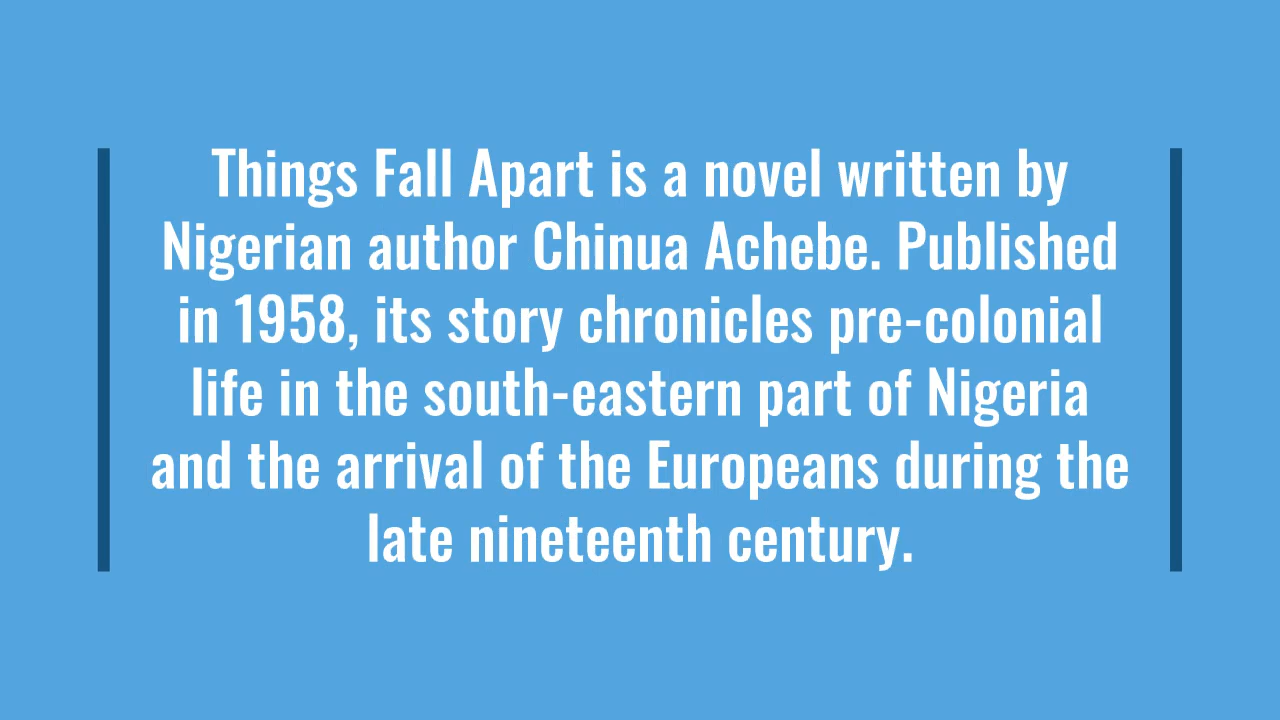 Things Fall Apart is a novel written by
Nigerian author Chinua Achebe. Published
in 1958, its story chronicles pre-colonial
life in the south-eastern part of Nigeria
and the arrival of the Europeans during the
late nineteenth century.